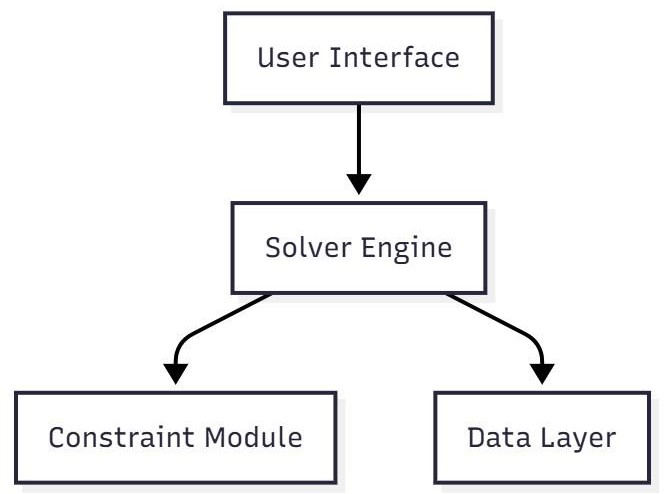 User Interface
Solver Engine
Constraint Module
Data Layer